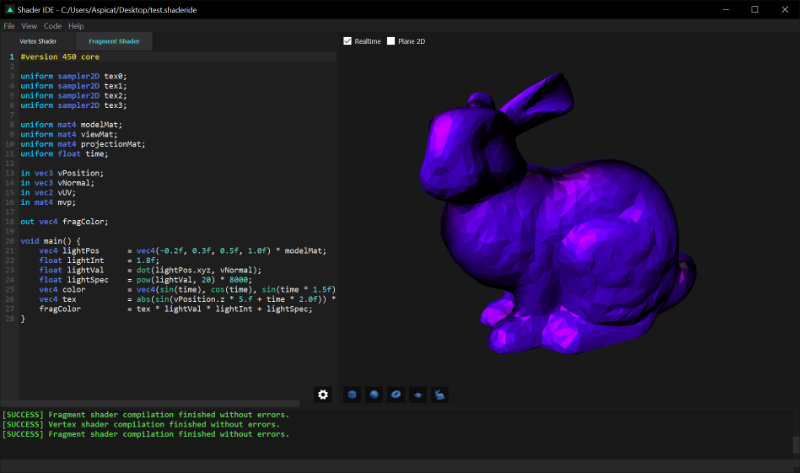 Shader IDE - C:/Users/Aspicat/Desktop/test.shaderide
File View Code Help
Vertex Shader Fragment Shader
Realtime Plane 2D
1 #version 450 core
2
3 uniform sampler2D tex0;
4 uniform sampler2D tex1;
5 uniform sampler2D tex2;
6 uniform sampler2D tex3;
7
8 uniform mat4 modelMat;
9 uniform mat4 viewMat;
10 uniform mat4 projectionMat;
11 uniform float time;
12
13 in vec3 vPosition;
14 in vec3 vNormal;
15 in vec2 vUV;
16 in mat4 mvp;
17
18 out vec4 fragColor;
19
20 void main() {
21 vec4 lightPos = vec4(-0.2f, 0.3f, 0.5f, 1.0f) * modelMat;
22 float lightInt = 1.8f;
23 float lightVal = dot(lightPos.xyz, vNormal);
24 float lightSpec = pow(lightVal, 20) * 8000;
25 vec4 color = vec4(sin(time), cos(time), sin(time * 1.5f)
26 vec4 tex = abs(sin(vPosition.z * 5.f + time * 2.0f)) *
27 fragColor = tex * lightVal * lightInt + lightSpec;
28 }
[SUCCESS] Fragment shader compilation finished without errors.
[SUCCESS] Vertex shader compilation finished without errors.
[SUCCESS] Fragment shader compilation finished without errors.